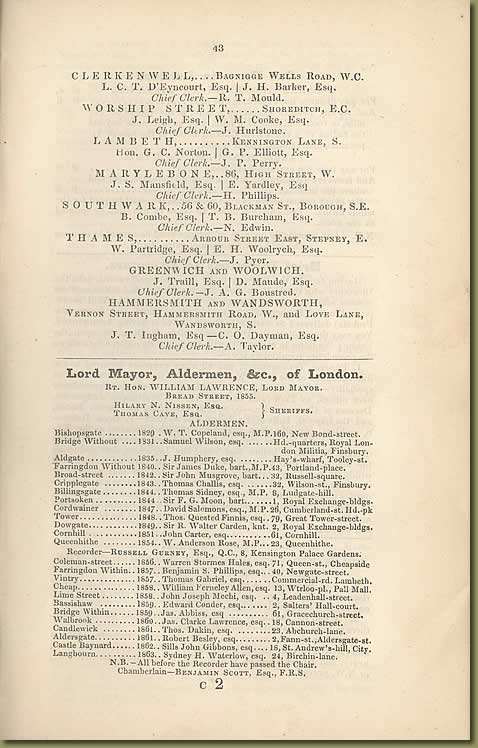 43
CLERKENWELL,....BAGNIGGE WELLS ROAD, W.C.
L. C. T. D'Eyncourt, Esq. | J. H. Barker, Esq.
Chief Clerk.—R. T. Mould.
WORSHIP STREET,......SHOREDITCH, E.C.
J. Leigh, Esq. | W. M. Cooke, Esq.
Chief Clerk—J. Hurlstone.
LAMBETH,..........KENNINGTON LANE, S.
Hon. G. C. Norton. | G. P. Elliott, Esq.
Chief Clerk.—J. P. Perry.
MARYLEBONE,..86, HIGH STREET, W.
J. S. Mansfield, Esq. | E. Yardley, Esq
Chief Clerk.—H. Phillips.
SOUTHWARK,..56 & 60, BLACKMAN ST., BOROUGH, S.E.
B. Combe, Esq. | T. B. Burcham, Esq.
Chief Clerk.—N. Edwin.
THAMES,..........ARBOUR STREET EAST, STEPNEY, E.
W. Partridge, Esq. | E. H. Woolrych, Esq.
Chief Clerk.—J. Pyer.
GREENWICH AND WOOLWICH.
J. Traill, Esq. | D. Maude, Esq.
Chief Clerk.—J. A. G. Boustred.
HAMMERSMITH AND WANDSWORTH,
VERNON STREET, HAMMERSMITH ROAD, W., AND LOVE LANE,
WANDSWORTH, S.
J. T. Ingham, Esq—C. O. Dayman, Esq.
Chief Clerk.—A. Taylor.
Lord Mayor, Aldermen, &c., of London.
RT. HON. WILLIAM LAWRENCE, LORD MAYOR.
BREAD STREET, 1855.
HILARY N. NISSEN, ESQ.
THOMAS CAVE, ESQ. } SHERIFFS.
ALDERMEN.
Bishopsgate ........1829 . W. T. Copeland, esq., M.P.160, New Bond-street.
Bridge Without ....1831..Samuel Wilson, esq. ......Hd.-quarters, Royal Lon-
don Militia, Finsbury.
Aldgate ............1835..J. Humphery, esq. ........Hay's-wharf, Tooley-st.
Farringdon Without 1840..Sir James Duke, bart.,M.P.43, Portland-place.
Broad-street ........1842..Sir John Musgrove, bart...32, Russell-square.
Cripplegate ........1843..Thomas Challis, esq. ......32, Wilson-st., Finsbury.
Billingsgate........1844..Thomas Sidney, esq., M.P. 8, Ludgate-hill.
Portsoken ..........1844..Sir F. G. Moon, bart......1, Royal Exchange-bldgs.
Cordwainer ........1847..David Salomons, esq., M.P.26, Cumberland-st. Hd.-pk
Tower..............1848..Thos. Quested Finnis, esq..79, Great Tower-street.
Dowgate............1849..Sir R. Walter Carden, knt. 2, Royal Exchange-bldgs.
Cornhill ............1851..John Carter, esq..........61, Cornhill.
Queenhithe ........1854..W. Anderson Rose, M.P...23, Queenhithe.
Recorder—RUSSELL GURNEY, Esq., Q.C., 8, Kensington Palace Gardens.
Coleman-street......1856..Warren Stormes Hales, esq.71, Queen-st., Cheapside
Farringdon Within..1857..Benjamin S. Phillips, esq...40, Newgate-street.
Vintry..............1857..Thomas Gabriel, esq........Commercial-rd. Lambeth.
Cheap..............1858..William Ferneley Allen, esq. 13, Wtrloo-pl., Pall Mall.
Lime Street ........1858..John Joseph Mechi, esq. .. 4, Leadenhall-street.
Bassishaw ..........1859..Edward Conder, esq....... 2, Salters' Hall-court.
Bridge Within ......1859..Jas. Abbiss, esq ..........61, Gracechurch-street.
Walbrook ..........1860..Jas. Clarke Lawrence, esq..18, Cannon-street.
Candlewick ........1861..Thos. Dakin, esq. ........23, Abchurch-lane.
Aldersgate..........1861..Robert Besley, esq......... 2,Fann-st.,Aldersgate-st.
Castle Baynard......1862..Sills John Gibbons, esq....18, St. Andrew's-hill, City.
Langbourn..........1863..Sydney H. Waterlow, esq. 24, Birchin-lane.
N.B.—All before the Recorder have passed the Chair.
Chamberlain—BENJAMIN SCOTT, Esq., F.R.S.
C 2